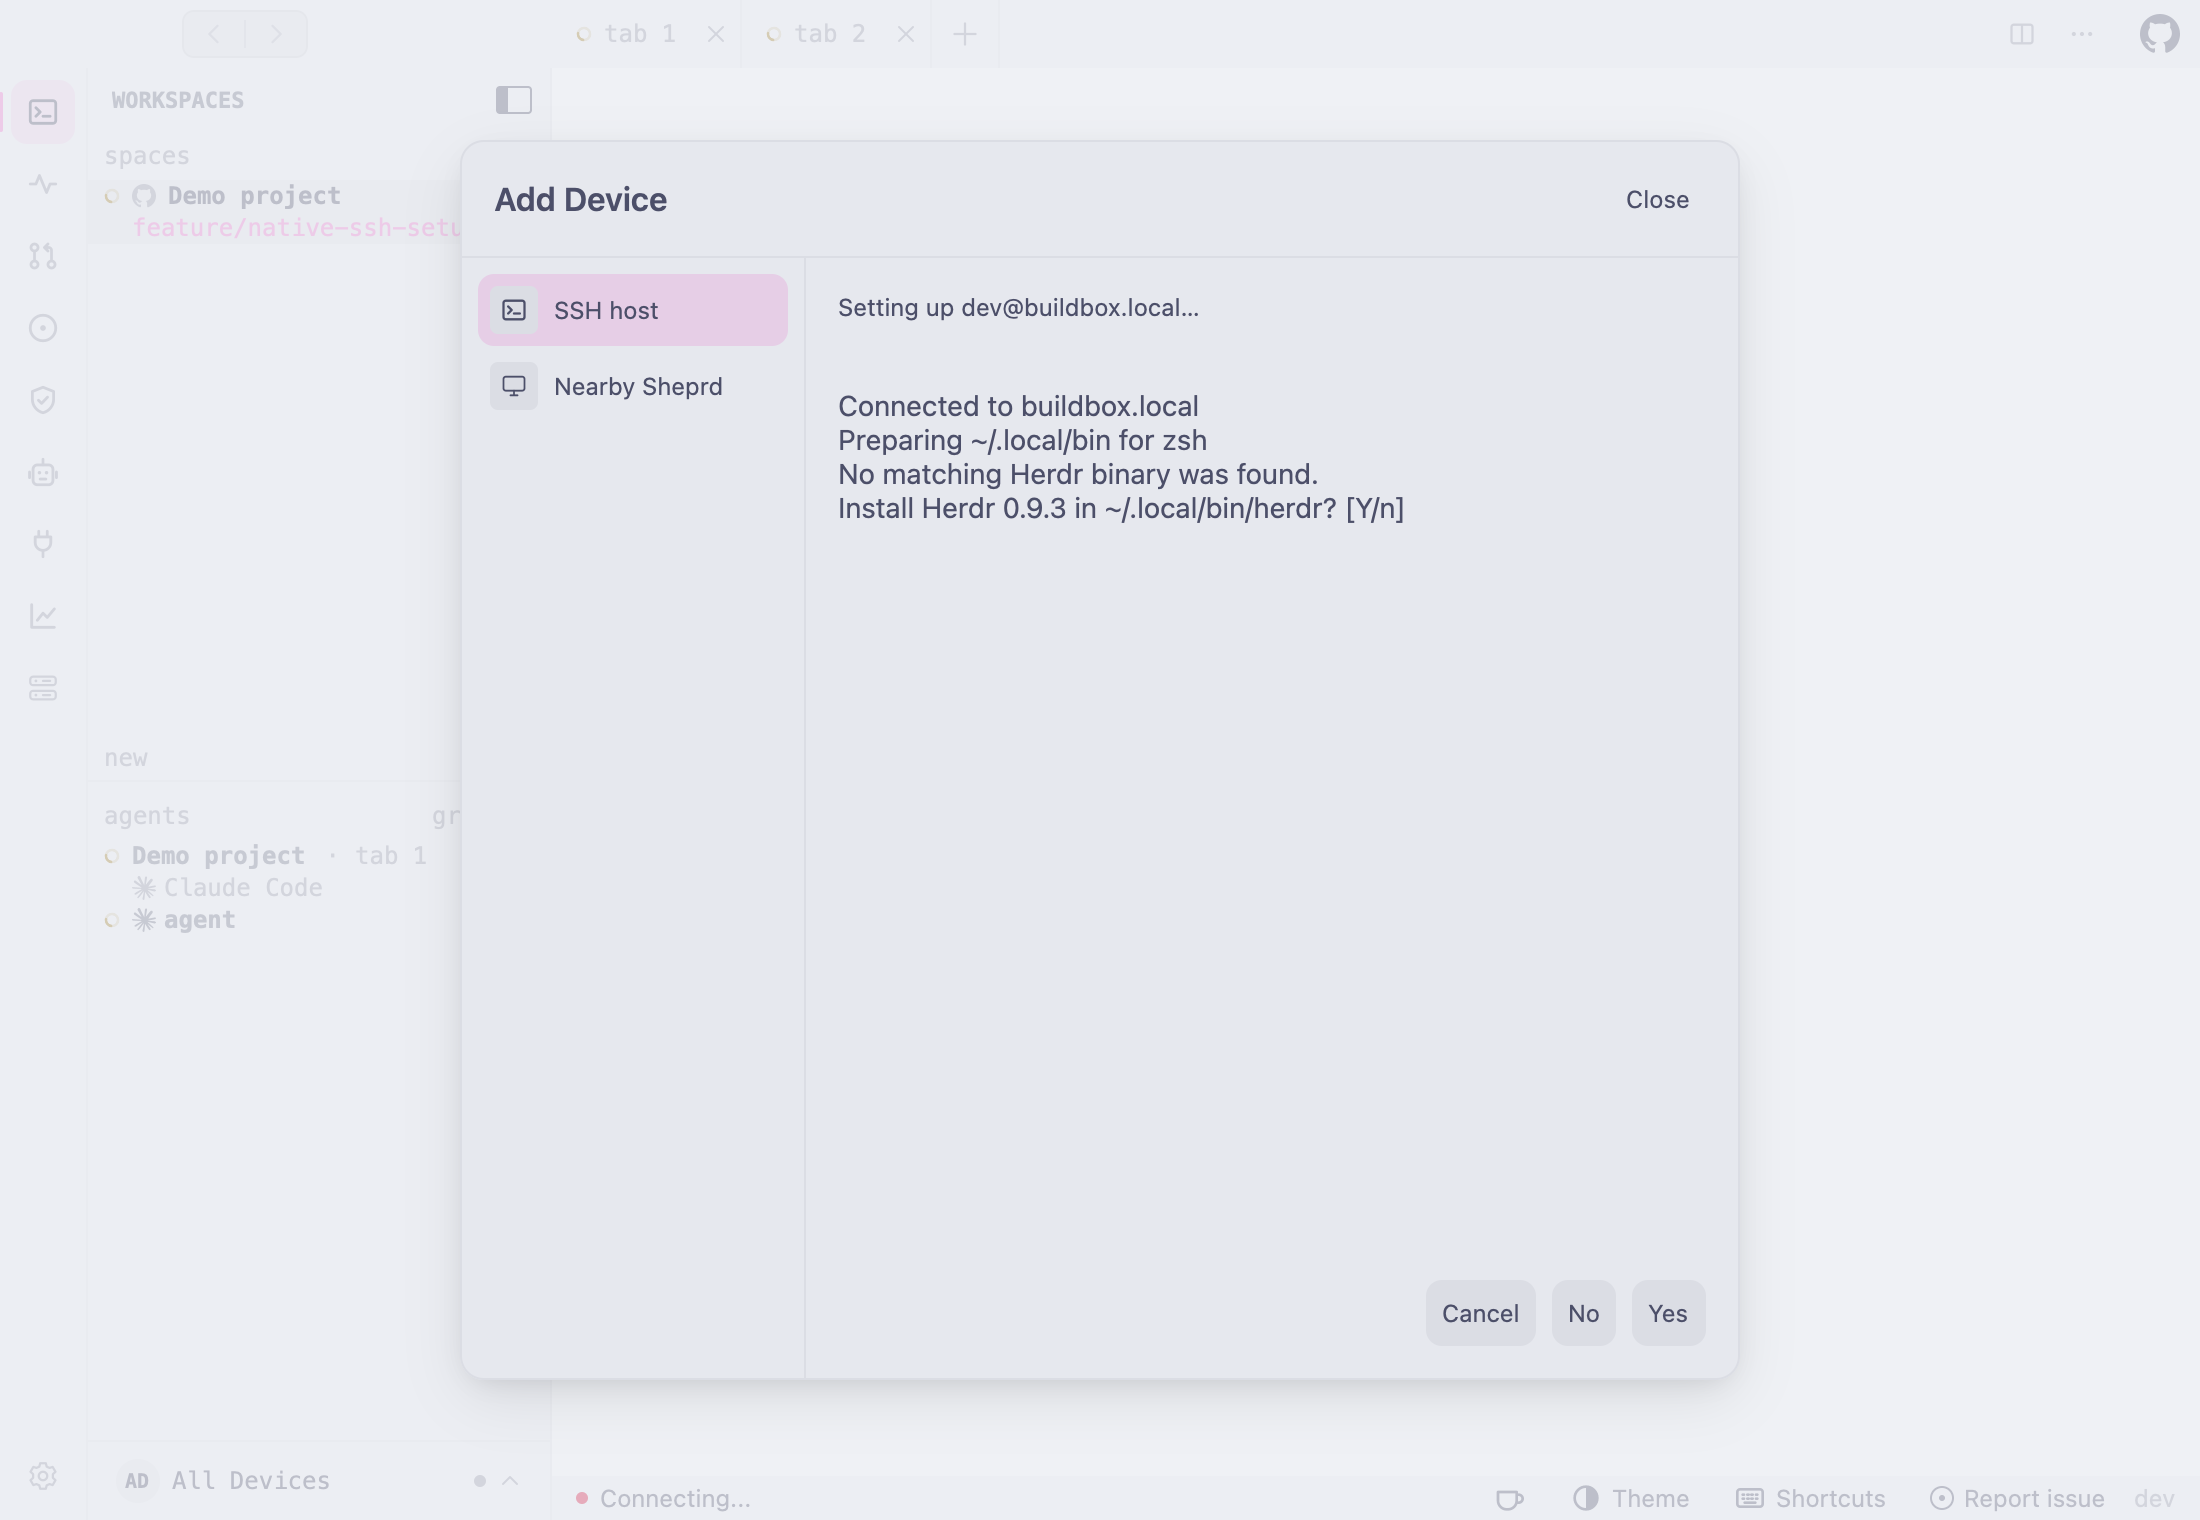 tab 1
tab 2
WORKSPACES
spaces
Demo project
feature/native-ssh-setu
new
agents
gr
Demo project · tab 1
Claude Code
agent
AD All Devices
Add Device
Close
SSH host
Nearby Sheprd
Setting up dev@buildbox.local...
Connected to buildbox.local
Preparing ~/.local/bin for zsh
No matching Herdr binary was found.
Install Herdr 0.9.3 in ~/.local/bin/herdr? [Y/n]
Cancel
No
Yes
Connecting...
Theme
Shortcuts
Report issue
dev